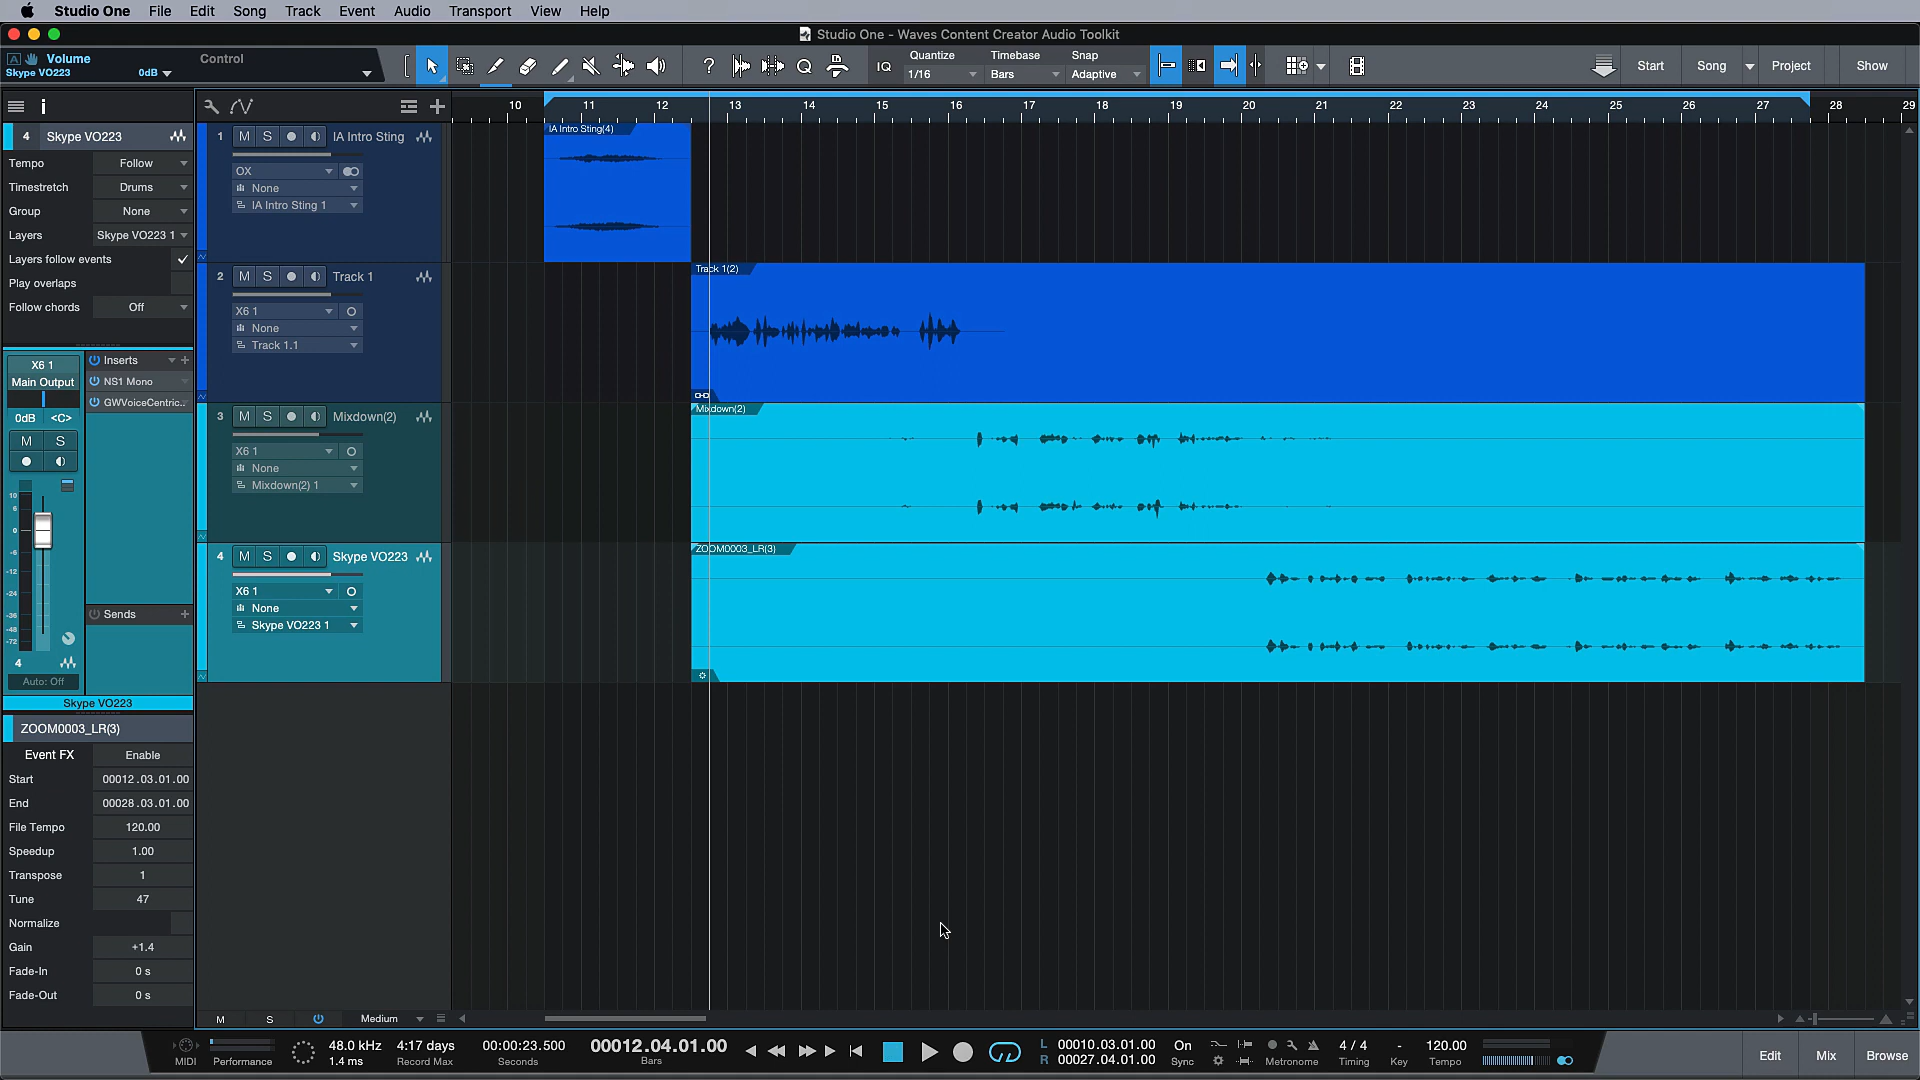 Studio One File Edit Song Track Event Audio Transport View Help
Studio One - Waves Content Creator Audio Toolkit
Volume Control
Skype VO223 0dB
? IQ
Quantize Timebase Snap
1/16 Bars Adaptive
Start Song Project Show
i
10 11 12 13 14 15 16 17 18 19 20 21 22 23 24 25 26 27 28 29
4 Skype VO223
Tempo Follow
Timestretch Drums
Group None
Layers Skype VO223 1
Layers follow events
Play overlaps
Follow chords Off
X6 1
Main Output
0dB <C>
M S
Inserts
NS1 Mono
GWVoiceCentric..
Sends
10
6
0
-6
-12
-24
-36
-48
-72
4
Auto: Off
Skype VO223
ZOOM0003_LR(3)
Event FX Enable
Start 00012.03.01.00
End 00028.03.01.00
File Tempo 120.00
Speedup 1.00
Transpose 1
Tune 47
Normalize
Gain +1.4
Fade-In 0 s
Fade-Out 0 s
1 M S IA Intro Sting
OX
None
IA Intro Sting 1
2 M S Track 1
X6 1
None
Track 1.1
3 M S Mixdown(2)
X6 1
None
Mixdown(2) 1
4 M S Skype VO223
X6 1
None
Skype VO223 1
IA Intro Sting(4)
Track 1(2)
Mixdown(2)
ZOOM0003_LR(3)
M S Medium
MIDI Performance
48.0 kHz
1.4 ms
4:17 days
Record Max
00:00:23.500
Seconds
00012.04.01.00
Bars
L 00010.03.01.00
R 00027.04.01.00
On
Sync
Metronome
4 / 4
Timing
-
Key
120.00
Tempo
Edit Mix Browse